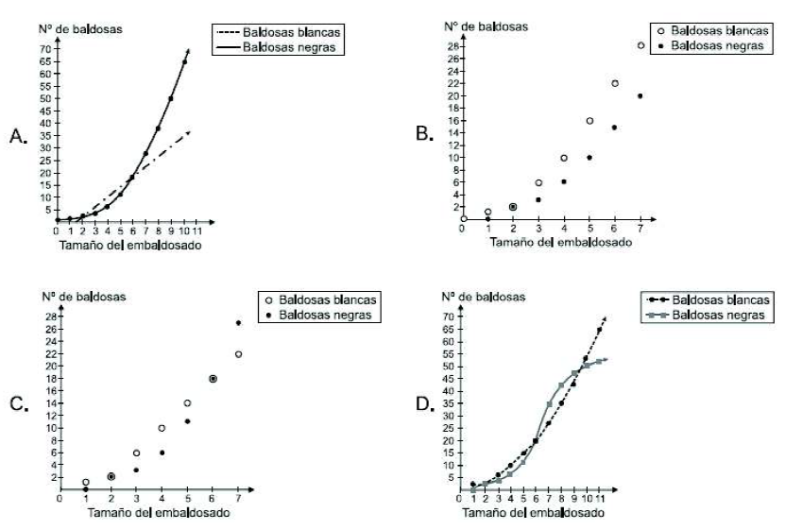 A.
Nº de baldosas
Baldosas blancas
Baldosas negras
70
65
60
55
50
45
40
35
30
25
20
15
10
5
0 1 2 3 4 5 6 7 8 9 10 11
Tamaño del embaldosado
B.
Nº de baldosas
Baldosas blancas
Baldosas negras
28
26
24
22
20
18
16
14
12
10
8
6
4
2
0 1 2 3 4 5 6 7
Tamaño del embaldosado
C.
Nº de baldosas
Baldosas blancas
Baldosas negras
28
26
24
22
20
18
16
14
12
10
8
6
4
2
0 1 2 3 4 5 6 7
Tamaño del embaldosado
D.
Nº de baldosas
Baldosas blancas
Baldosas negras
70
65
60
55
50
45
40
35
30
25
20
15
10
5
0 1 2 3 4 5 6 7 8 9 10 11
Tamaño del embaldosado